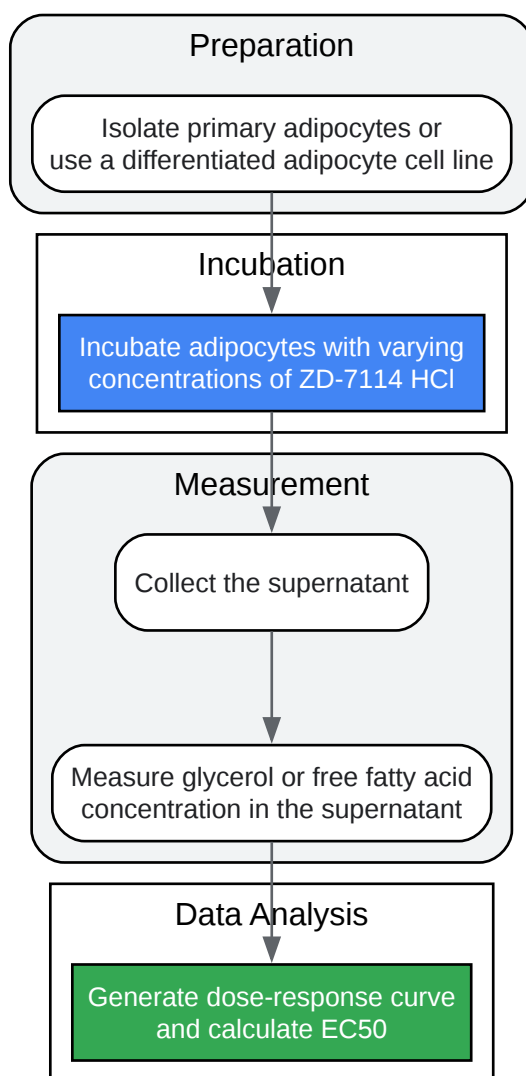 Preparation
Isolate primary adipocytes or
use a differentiated adipocyte cell line
Incubation
Incubate adipocytes with varying
concentrations of ZD-7114 HCl
Measurement
Collect the supernatant
Measure glycerol or free fatty acid
concentration in the supernatant
Data Analysis
Generate dose-response curve
and calculate EC50